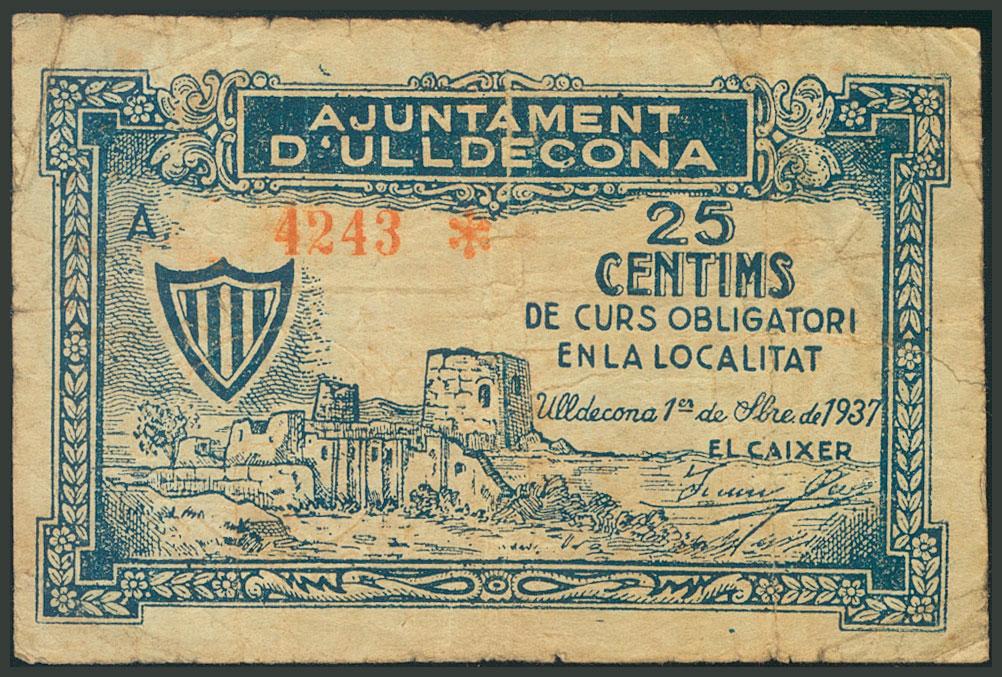 AJUNTAMENT
D'ULLDECONA
A 4243 *
25
CENTIMS
DE CURS OBLIGATORI
EN LA LOCALITAT
Ulldecona 1er de Sbre. de 1937
EL CAIXER